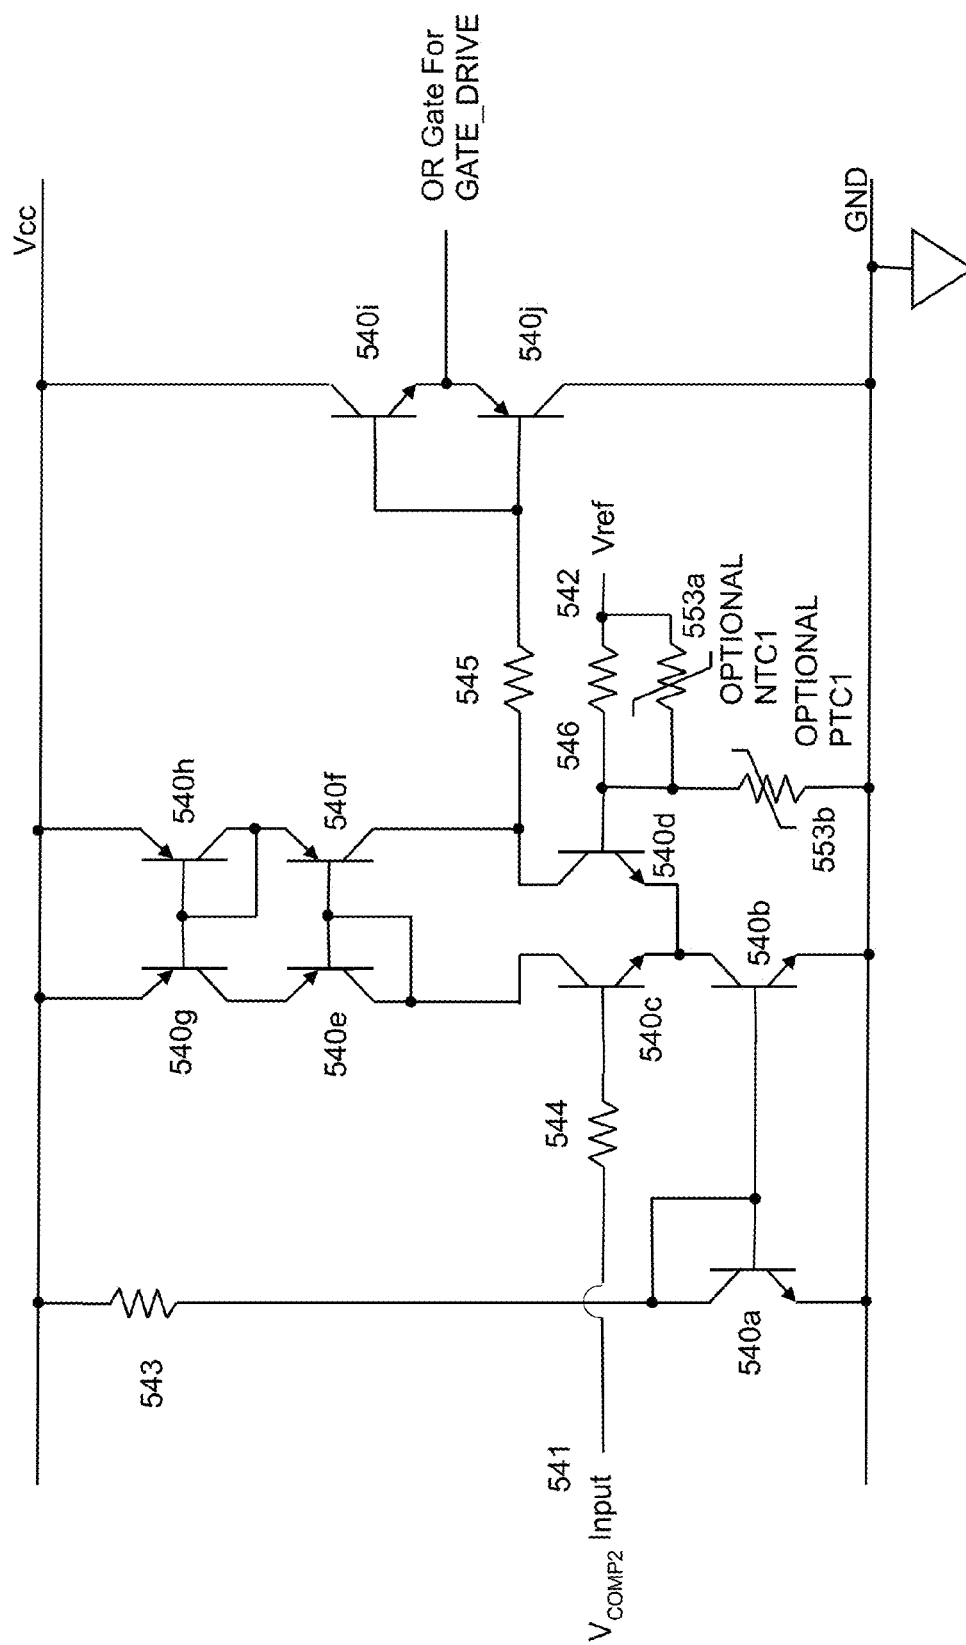 Vcc
OR Gate For
GATE_DRIVE
GND
540i
540j
542
Vref
553a
OPTIONAL
NTC1
OPTIONAL
PTC1
545
546
540h
540f
540d
553b
540g
540e
540c
540b
544
543
540a
541
VCOMP2 Input